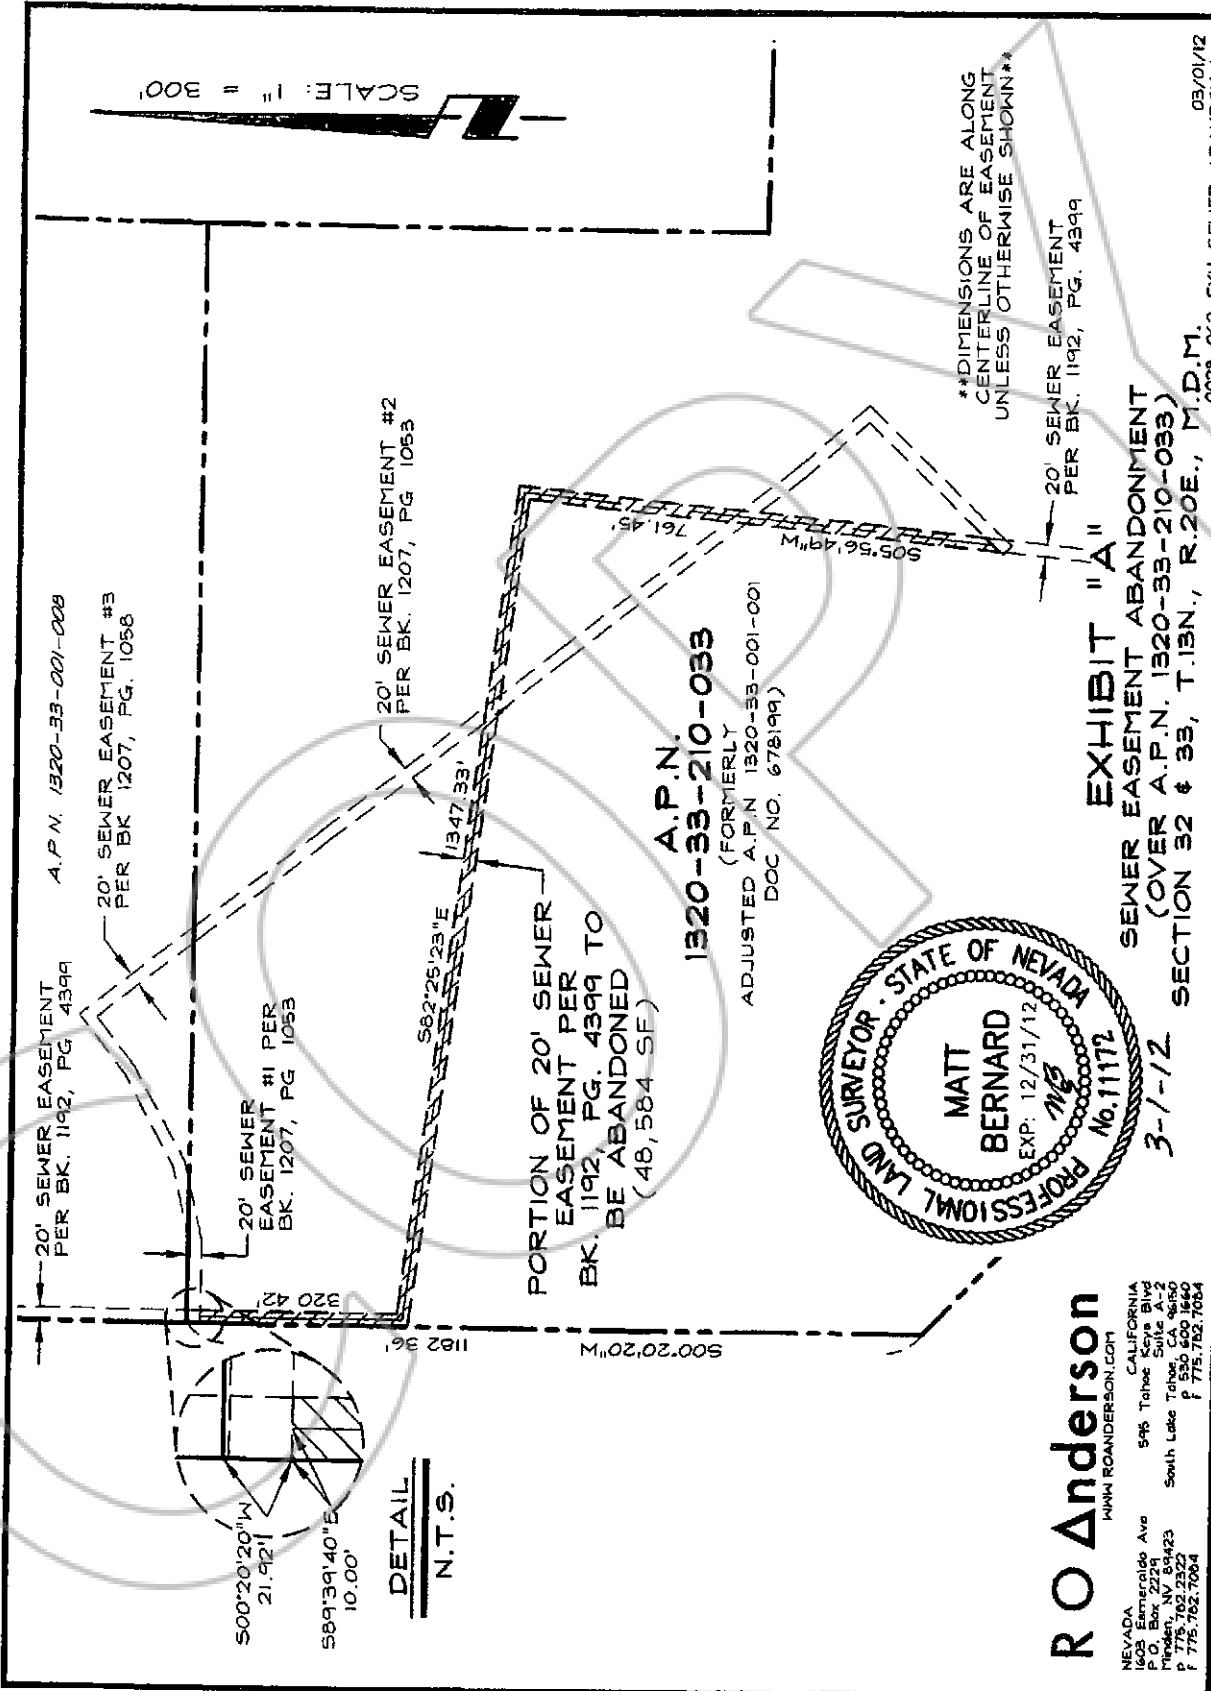 20' SEWER EASEMENT
PER BK. 1192, PG 4399
A.P.N. 1320-33-001-008
20' SEWER EASEMENT #3
PER BK 1207, PG. 1058
20' SEWER
EASEMENT #1 PER
BK. 1207, PG 1053
20' SEWER EASEMENT #2
PER BK. 1207, PG 1053
SCALE: 1" = 300'
320.42'
1182.36'
S00°20'20"W
S82°25'23"E
1347.33'
761.45'
S05°56'49"W
S00°20'20"W
21.92'
S89°39'40"E
10.00'
DETAIL
N.T.S.
PORTION OF 20' SEWER
EASEMENT PER
BK. 1192, PG. 4399 TO
BE ABANDONED
(48,584 SF)
A.P.N.
1320-33-210-033
(FORMERLY
ADJUSTED A.P.N 1320-33-001-001
DOC NO. 678199)
**DIMENSIONS ARE ALONG
CENTERLINE OF EASEMENT
UNLESS OTHERWISE SHOWN**
20' SEWER EASEMENT
PER BK. 1192, PG. 4399
PROFESSIONAL LAND SURVEYOR - STATE OF NEVADA
MATT
BERNARD
EXP: 12/31/12
MB
No. 11172
3-1-12
EXHIBIT "A"
SEWER EASEMENT ABANDONMENT
(OVER A.P.N. 1320-33-210-033)
SECTION 32 & 33, T.13N., R.20E., M.D.M.
03/01/12
R O Anderson
WWW ROANDERSON.COM
NEVADA
1603 Esmeralda Ave
P O. Box 2229
Minden, NV 89423
P 775.782.2322
F 775.782.7084
CALIFORNIA
595 Tahoe Keys Blvd
Suite A-2
South Lake Tahoe, CA 96150
P 530 600 1660
F 775.782.7084
COPY